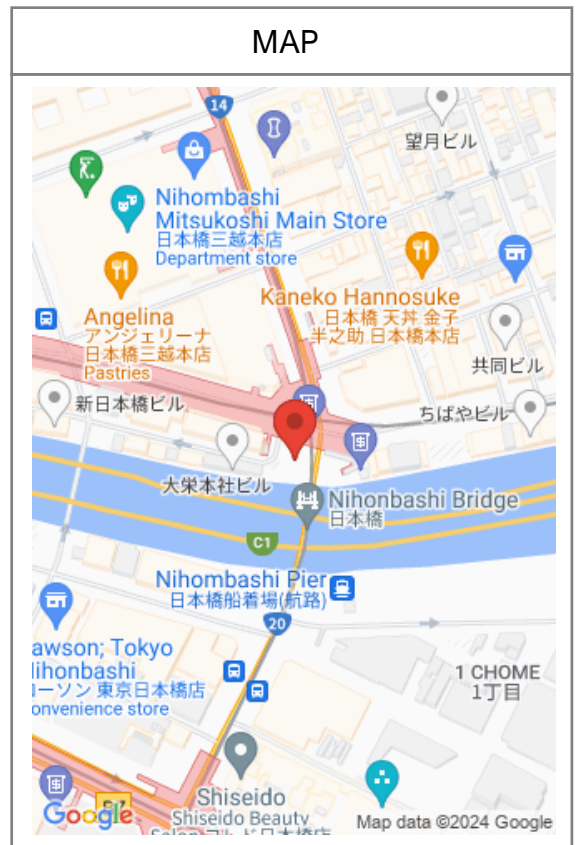 MAP
14
望月ビル
Nihombashi
Mitsukoshi Main Store
日本橋三越本店
Department store
Kaneko Hannosuke
日本橋 天丼 金子
半之助 日本橋本店
Angelina
アンジェリーナ
日本橋三越本店
Pastries
共同ビル
新日本橋ビル
ちばやビル
大栄本社ビル
Nihonbashi Bridge
日本橋
C1
Nihombashi Pier
日本橋船着場(航路)
20
awson; Tokyo
lihonbashi
ーソン 東京日本橋店
onvenience store
1 CHOME
1丁目
Shiseido
Shiseido Beauty
Google
Map data ©2024 Google